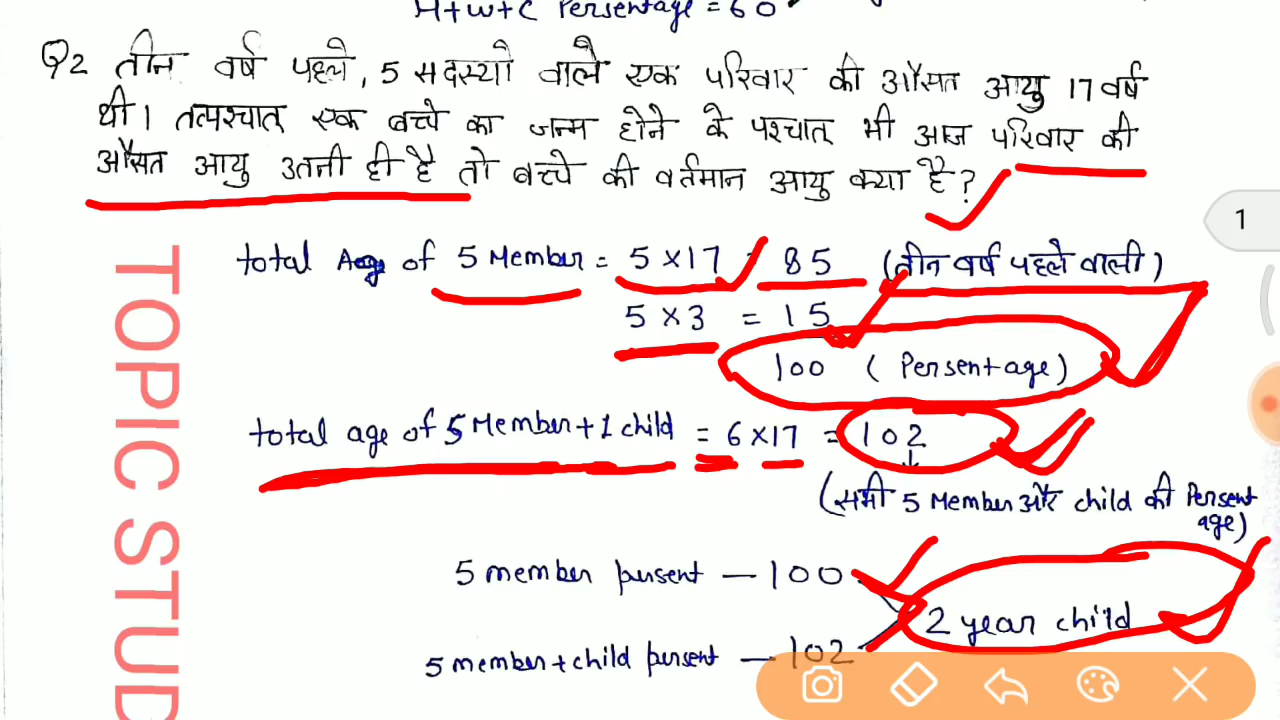 H+W+C Persentage = 60
Q2 तीन वर्ष पहले, 5 सदस्यो वाले एक परिवार की औसत आयु 17 वर्ष
थी। तत्पश्चात् एक बच्चे का जन्म होने के पश्चात् भी आज परिवार की
औसत आयु उतनी ही है तो बच्चे की वर्तमान आयु क्या है?
1
total Age of 5 Member = 5 × 17 = 85 (तीन वर्ष पहले वाली)
5 × 3 = 15
100 (Persentage)
total age of 5 Member + 1 child = 6 × 17 = 102
↓
(सभी 5 Member और child की Persent
age)
5 member pursent — 100
2 year child
5 member + child pursent — 102
TOPIC STUD